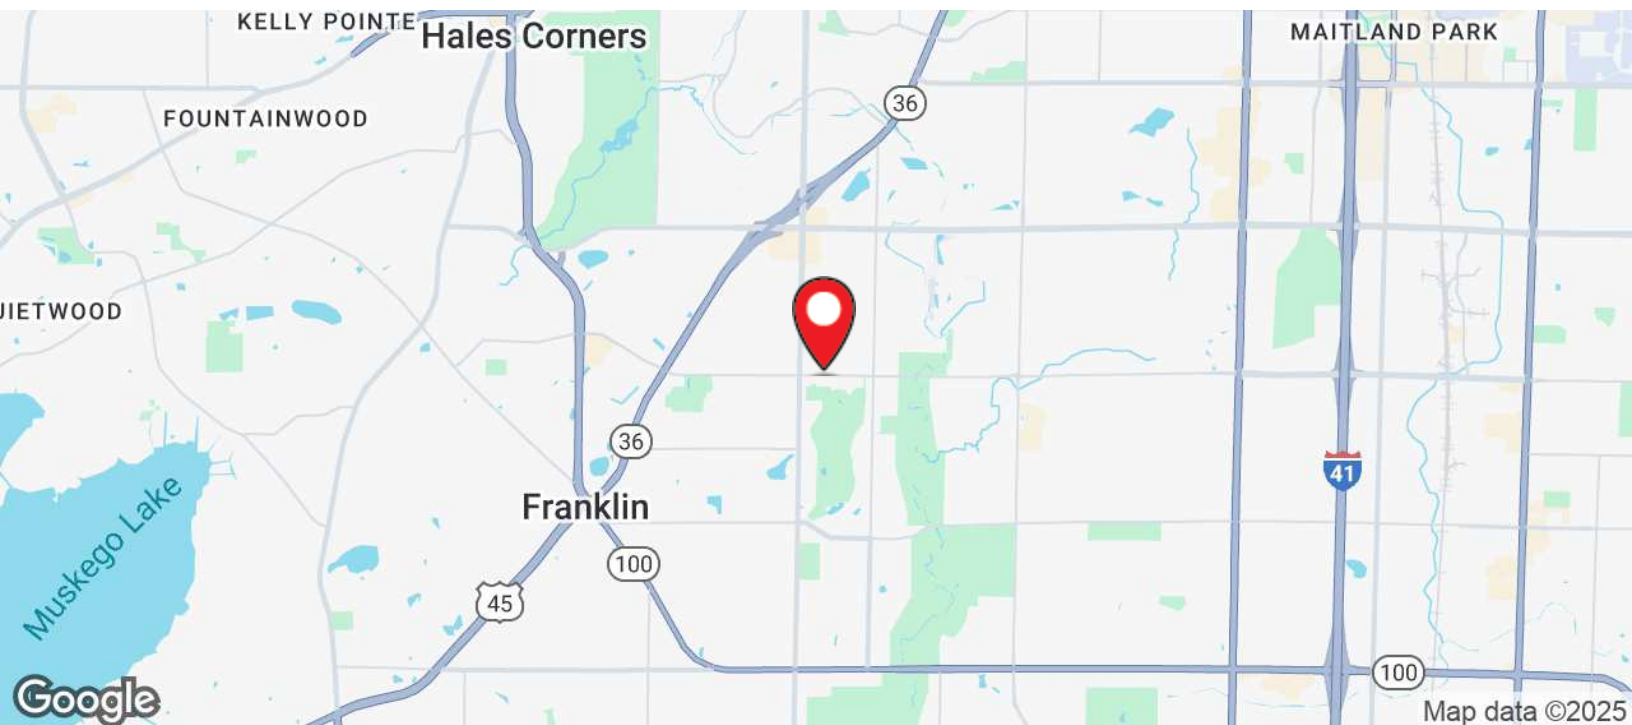 KELLY POINTE
Hales Corners
MAITLAND PARK
36
FOUNTAINWOOD
UIETWOOD
36
41
Franklin
Muskego Lake
100
45
100
Google
Map data ©2025